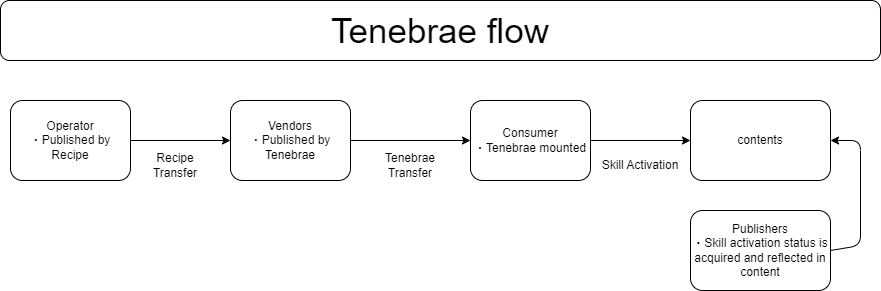 Tenebrae flow
Operator
・Published by
Recipe
Recipe
Transfer
Vendors
・Published by
Tenebrae
Tenebrae
Transfer
Consumer
・Tenebrae mounted
Skill Activation
contents
Publishers
・Skill activation status is
acquired and reflected in
content